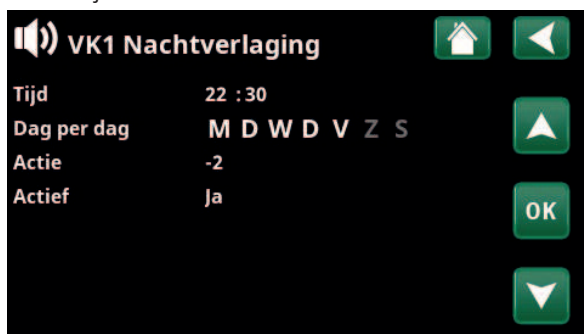 VK1 Nachtverlaging
Tijd 22 :30
Dag per dag M D W D V Z S
Actie -2
Actief Ja
OK